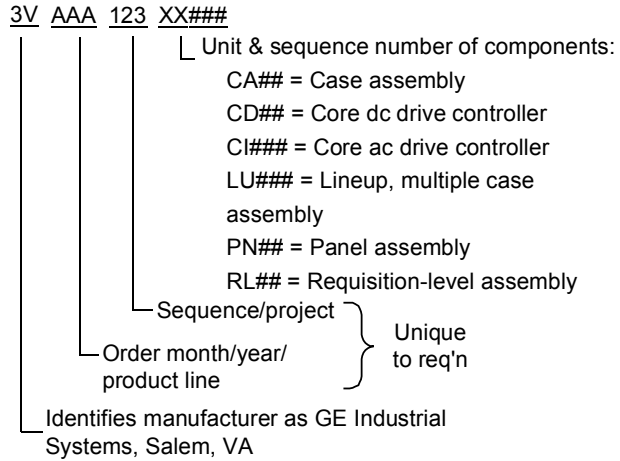 3V AAA 123 XX###
Unit & sequence number of components:
CA## = Case assembly
CD## = Core dc drive controller
CI### = Core ac drive controller
LU### = Lineup, multiple case
assembly
PN## = Panel assembly
RL## = Requisition-level assembly
Sequence/project
Unique
to req'n
Order month/year/
product line
Identifies manufacturer as GE Industrial
Systems, Salem, VA